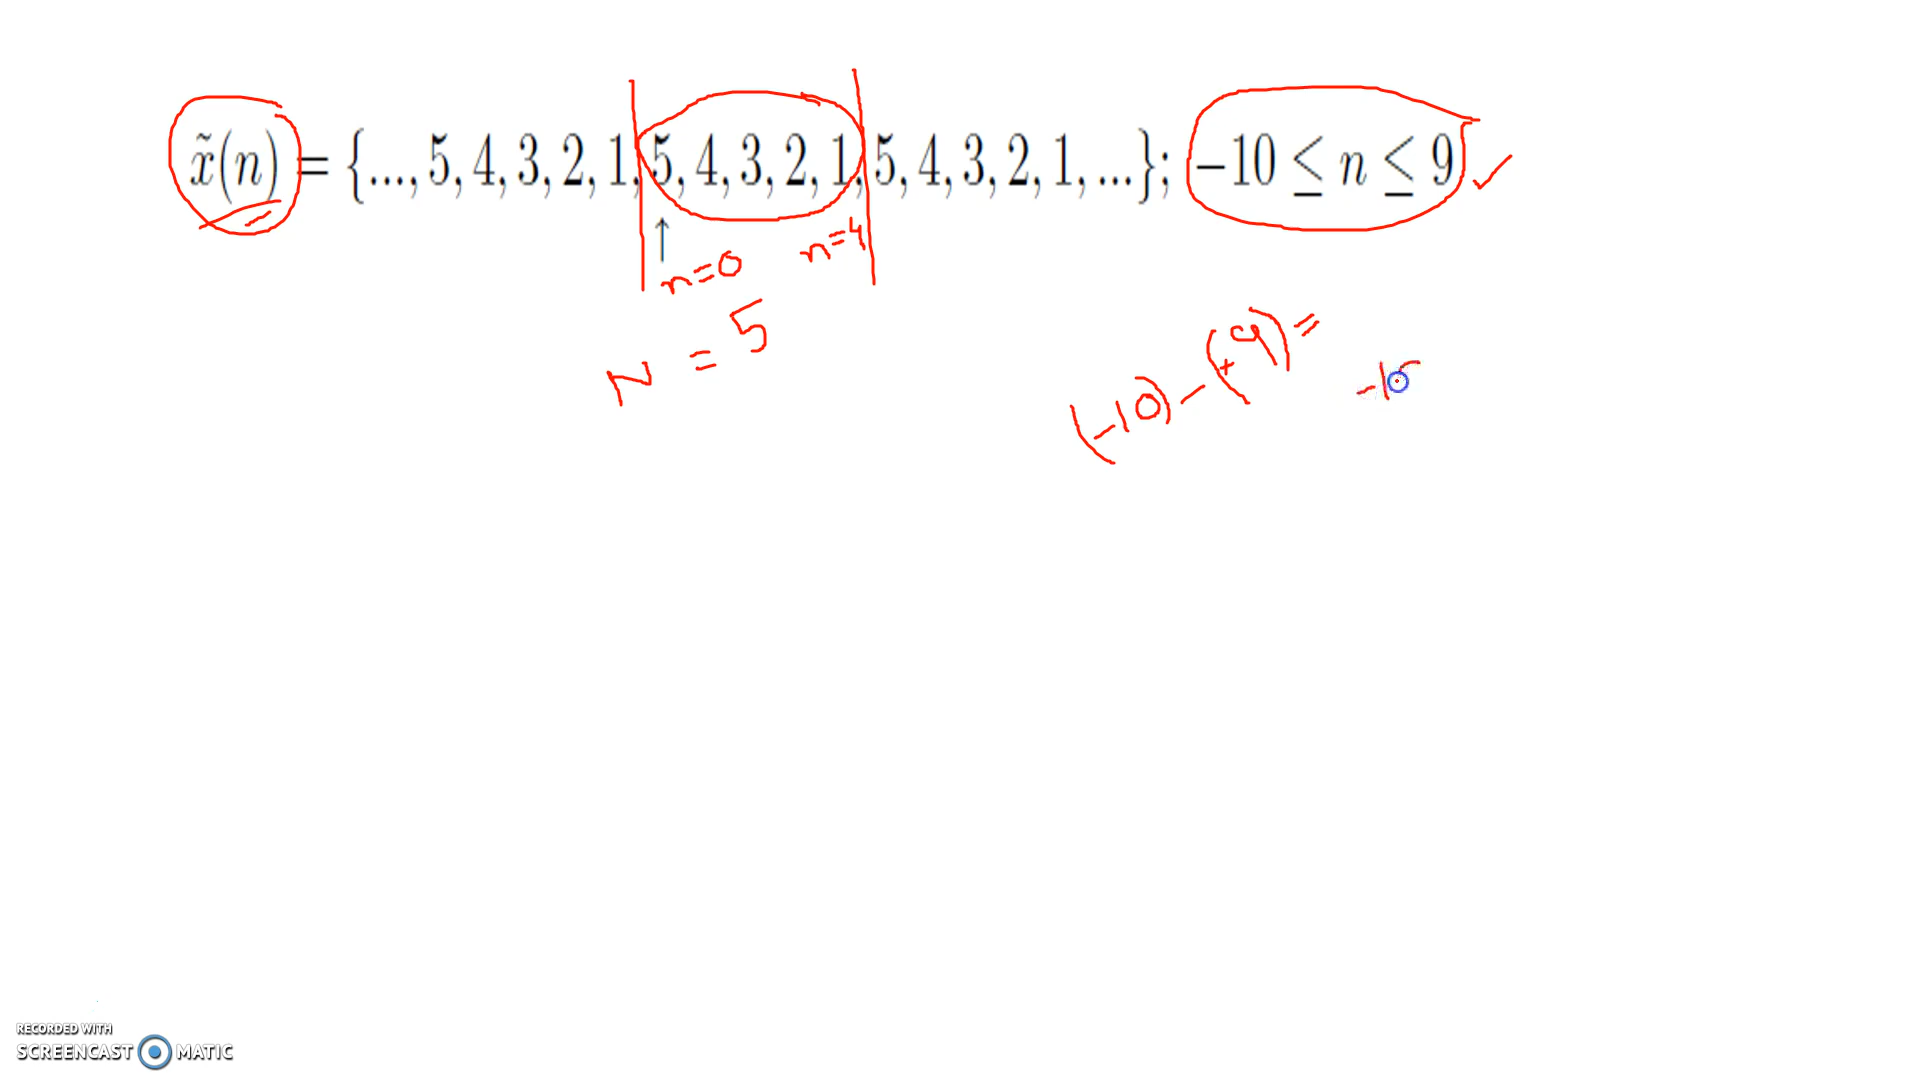 x̃(n) = {..., 5, 4, 3, 2, 1, 5, 4, 3, 2, 1, 5, 4, 3, 2, 1, ...}; −10 ≤ n ≤ 9
↑
n=0 n=4
N = 5
(-10) - (+9) =
RECORDED WITH
SCREENCAST MATIC